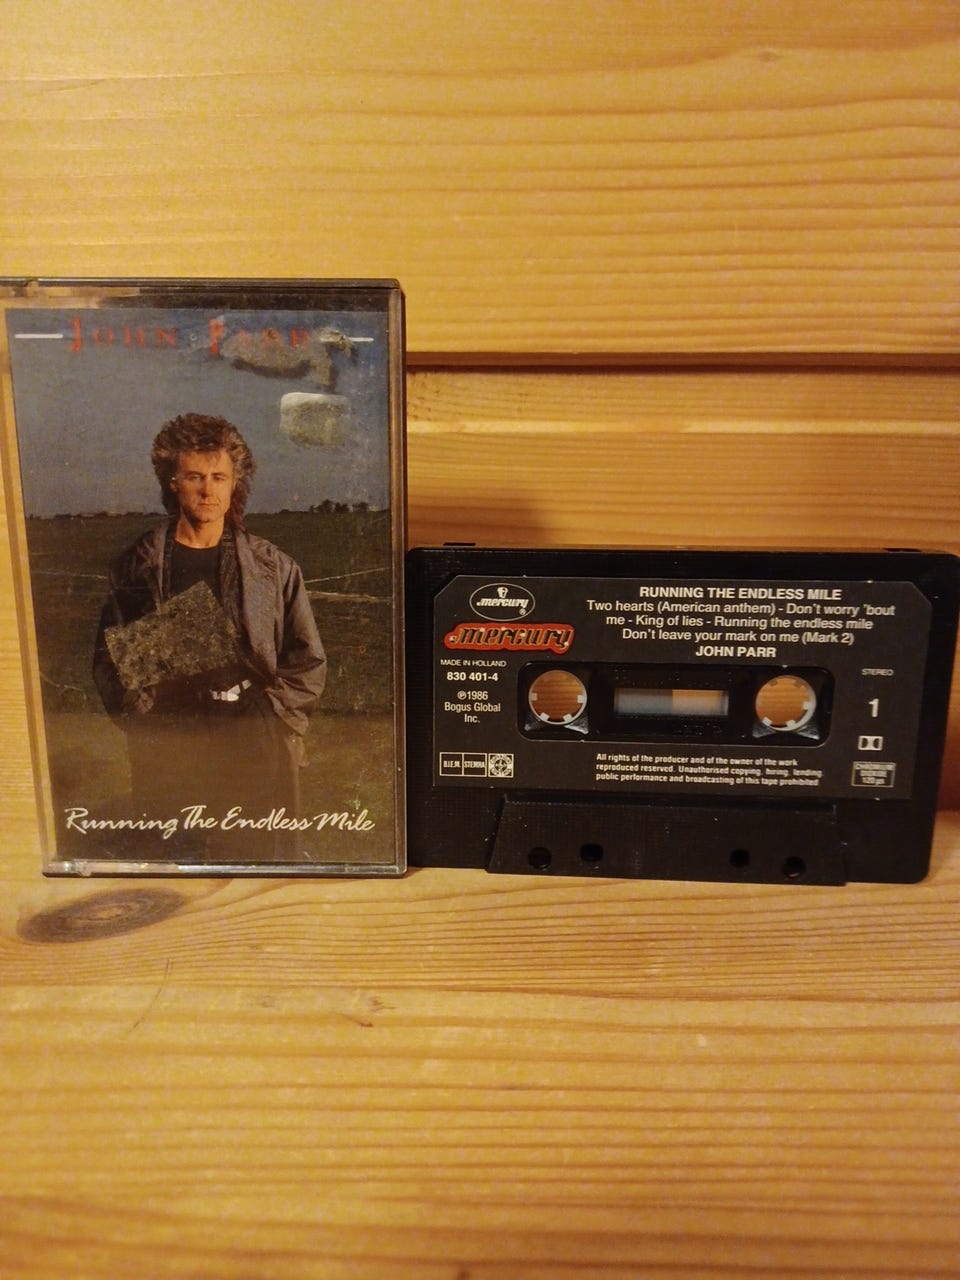 JOHN PARR
Running The Endless Mile
mercury
®
mercury
MADE IN HOLLAND
830 401-4
℗1986
Bogus Global
Inc.
B.I.E.M. STEMRA
RUNNING THE ENDLESS MILE
Two hearts (American anthem) - Don't worry 'bout
me - King of lies - Running the endless mile
Don't leave your mark on me (Mark 2)
JOHN PARR
STEREO
1
All rights of the producer and of the owner of the work
reproduced reserved. Unauthorised copying, hiring, lending,
public performance and broadcasting of this tape prohibited
120 µs